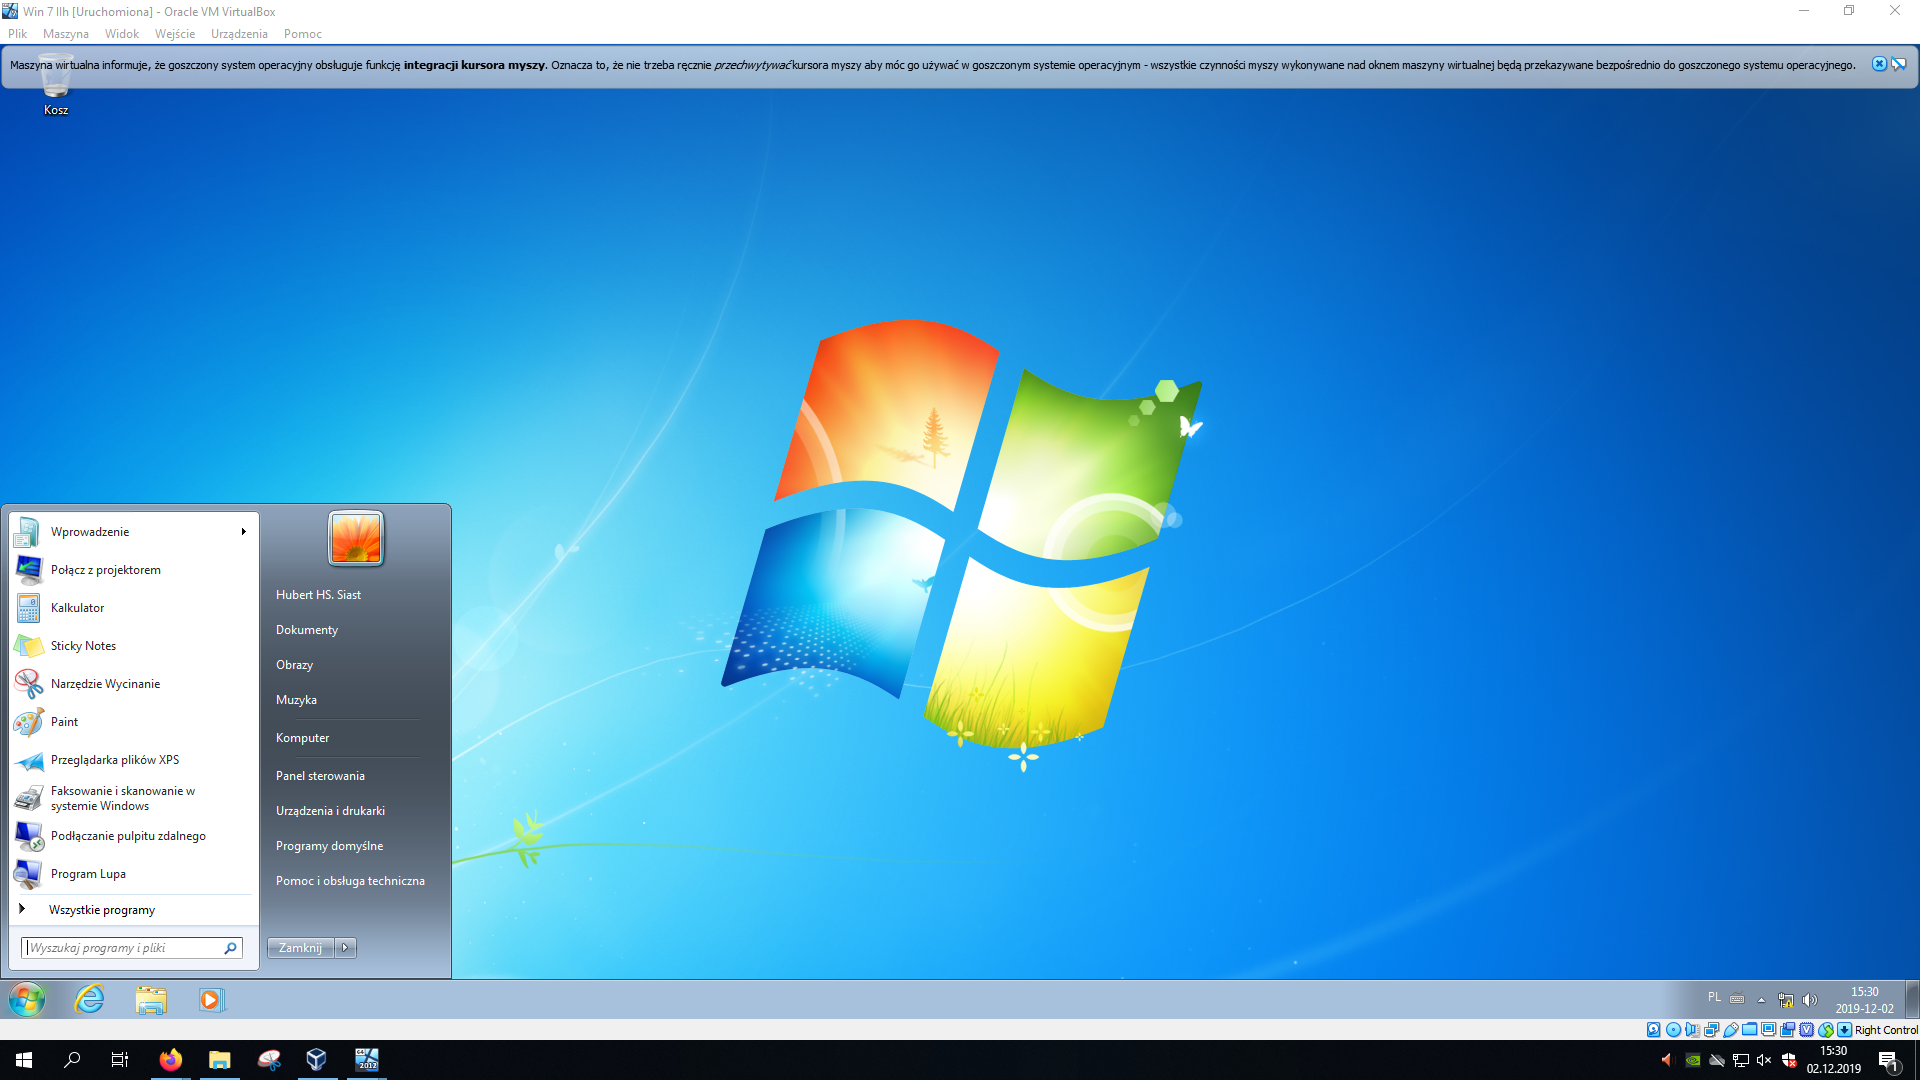 Win 7 IIh [Uruchomiona] - Oracle VM VirtualBox
Plik Maszyna Widok Wejście Urządzenia Pomoc
Maszyna wirtualna informuje, że goszczony system operacyjny obsługuje funkcję integracji kursora myszy. Oznacza to, że nie trzeba ręcznie przechwytywać kursora myszy aby móc go używać w goszczonym systemie operacyjnym - wszystkie czynności myszy wykonywane nad oknem maszyny wirtualnej będą przekazywane bezpośrednio do goszczonego systemu operacyjnego.
Kosz
Wprowadzenie
Połącz z projektorem
Kalkulator
Sticky Notes
Narzędzie Wycinanie
Paint
Przeglądarka plików XPS
Faksowanie i skanowanie w
systemie Windows
Podłączanie pulpitu zdalnego
Program Lupa
Wszystkie programy
Wyszukaj programy i pliki
Hubert HS. Siast
Dokumenty
Obrazy
Muzyka
Komputer
Panel sterowania
Urządzenia i drukarki
Programy domyślne
Pomoc i obsługa techniczna
Zamknij
PL
15:30
2019-12-02
Right Control
2012
15:30
02.12.2019
1